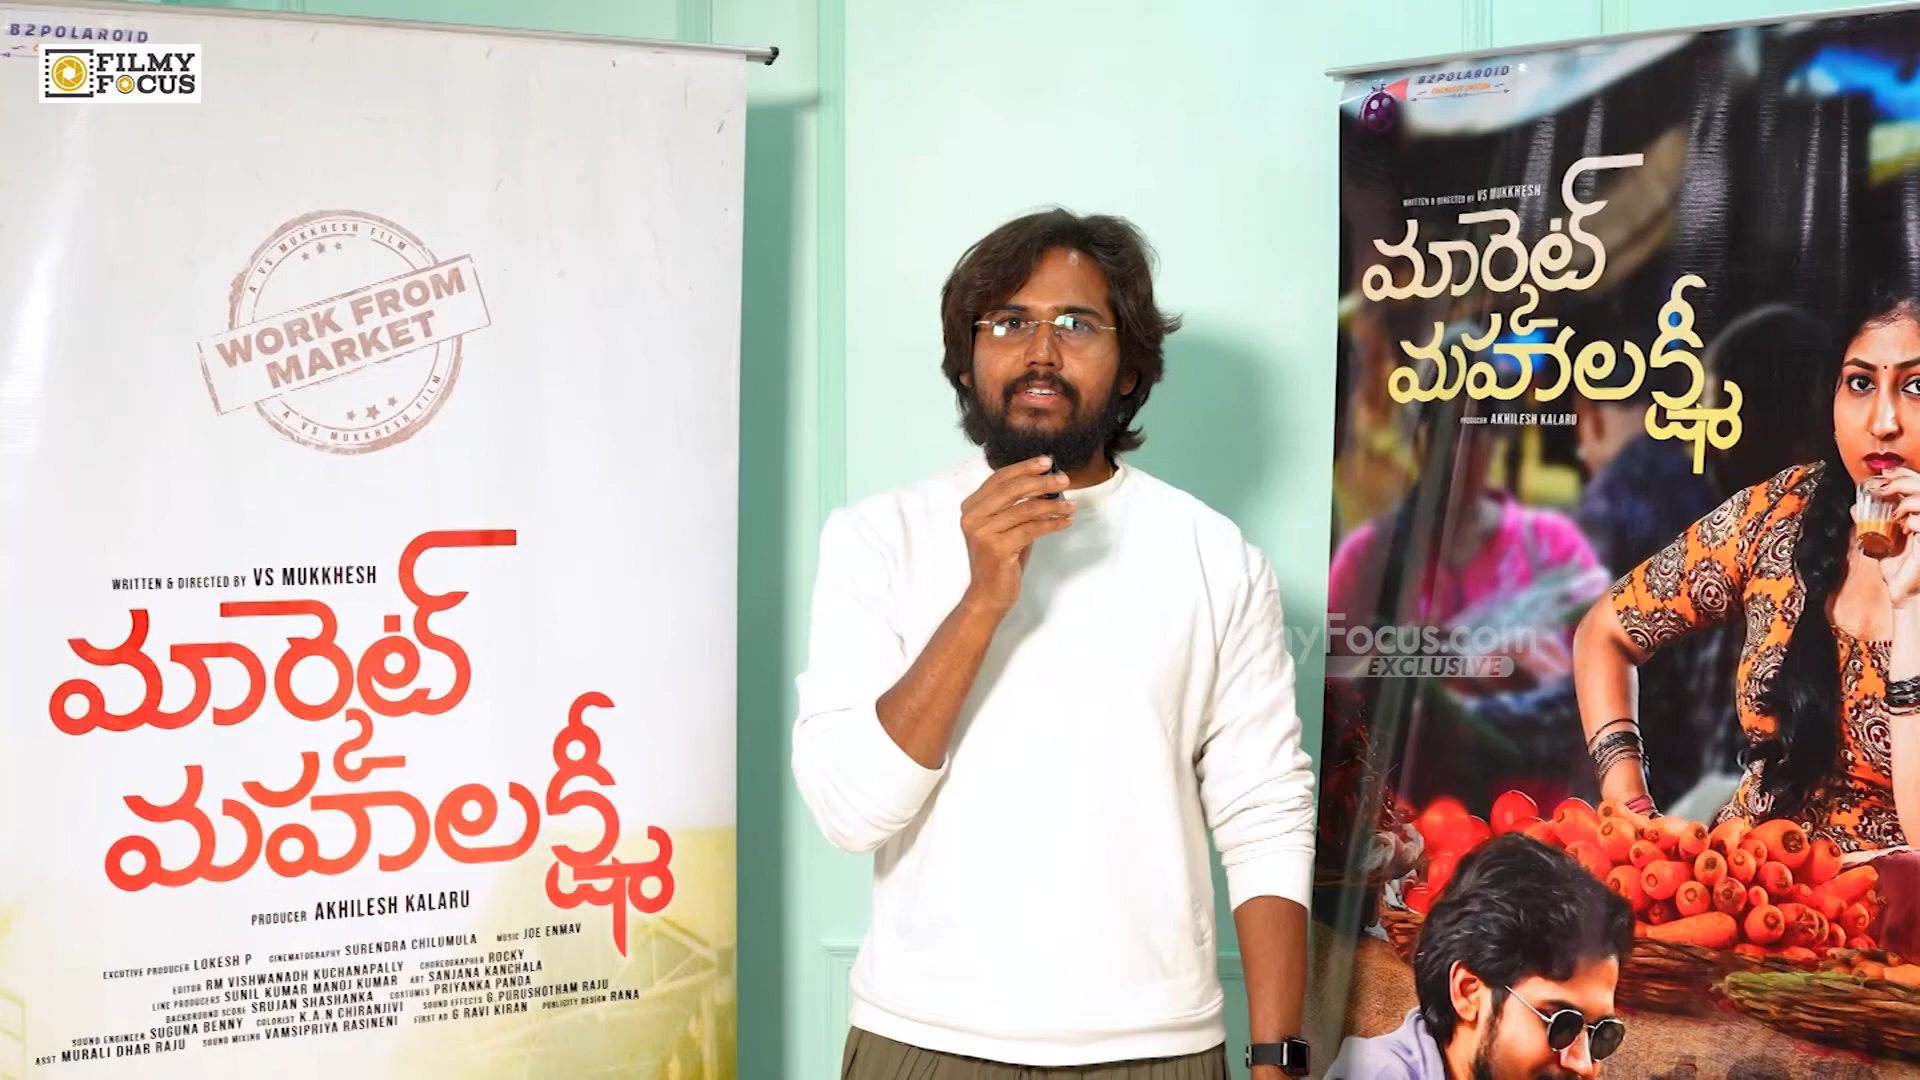 B2POLAROID
FILMY
FOCUS
A VS MUKKHESH FILM
WORK FROM
MARKET
A VS MUKKHESH FILM
WRITTEN & DIRECTED BY VS MUKKHESH
మార్కెట్
మహాలక్ష్మి
PRODUCER AKHILESH KALARU
EXCUTIVE PRODUCER LOKESH P CINEMATOGRAPHY SURENDRA CHILUMULA MUSIC JOE ENMAV
EDITOR RM VISHWANADH KUCHANAPALLY CHOREOGRAPHER ROCKY
LINE PRODUCERS SUNIL KUMAR MANOJ KUMAR ART SANJANA KANCHALA
BACKGROUND SCORE SRUJAN SHASHANKA COSTUMES PRIYANKA PANDA
SOUND ENGINEER SUGUNA BENNY COLORIST K.A.N CHIRANJIVI SOUND EFFECTS G.PURUSHOTHAM RAJU
ASST MURALI DHAR RAJU SOUND MIXING VAMSIPRIYA RASINENI FIRST AD G RAVI KIRAN PUBLICITY DESIGN RANA
B2POLAROID
WRITTEN & DIRECTED BY VS MUKKHESH
మార్కెట్
మహాలక్ష్మి
PRODUCER AKHILESH KALARU
myFocus.com
EXCLUSIVE